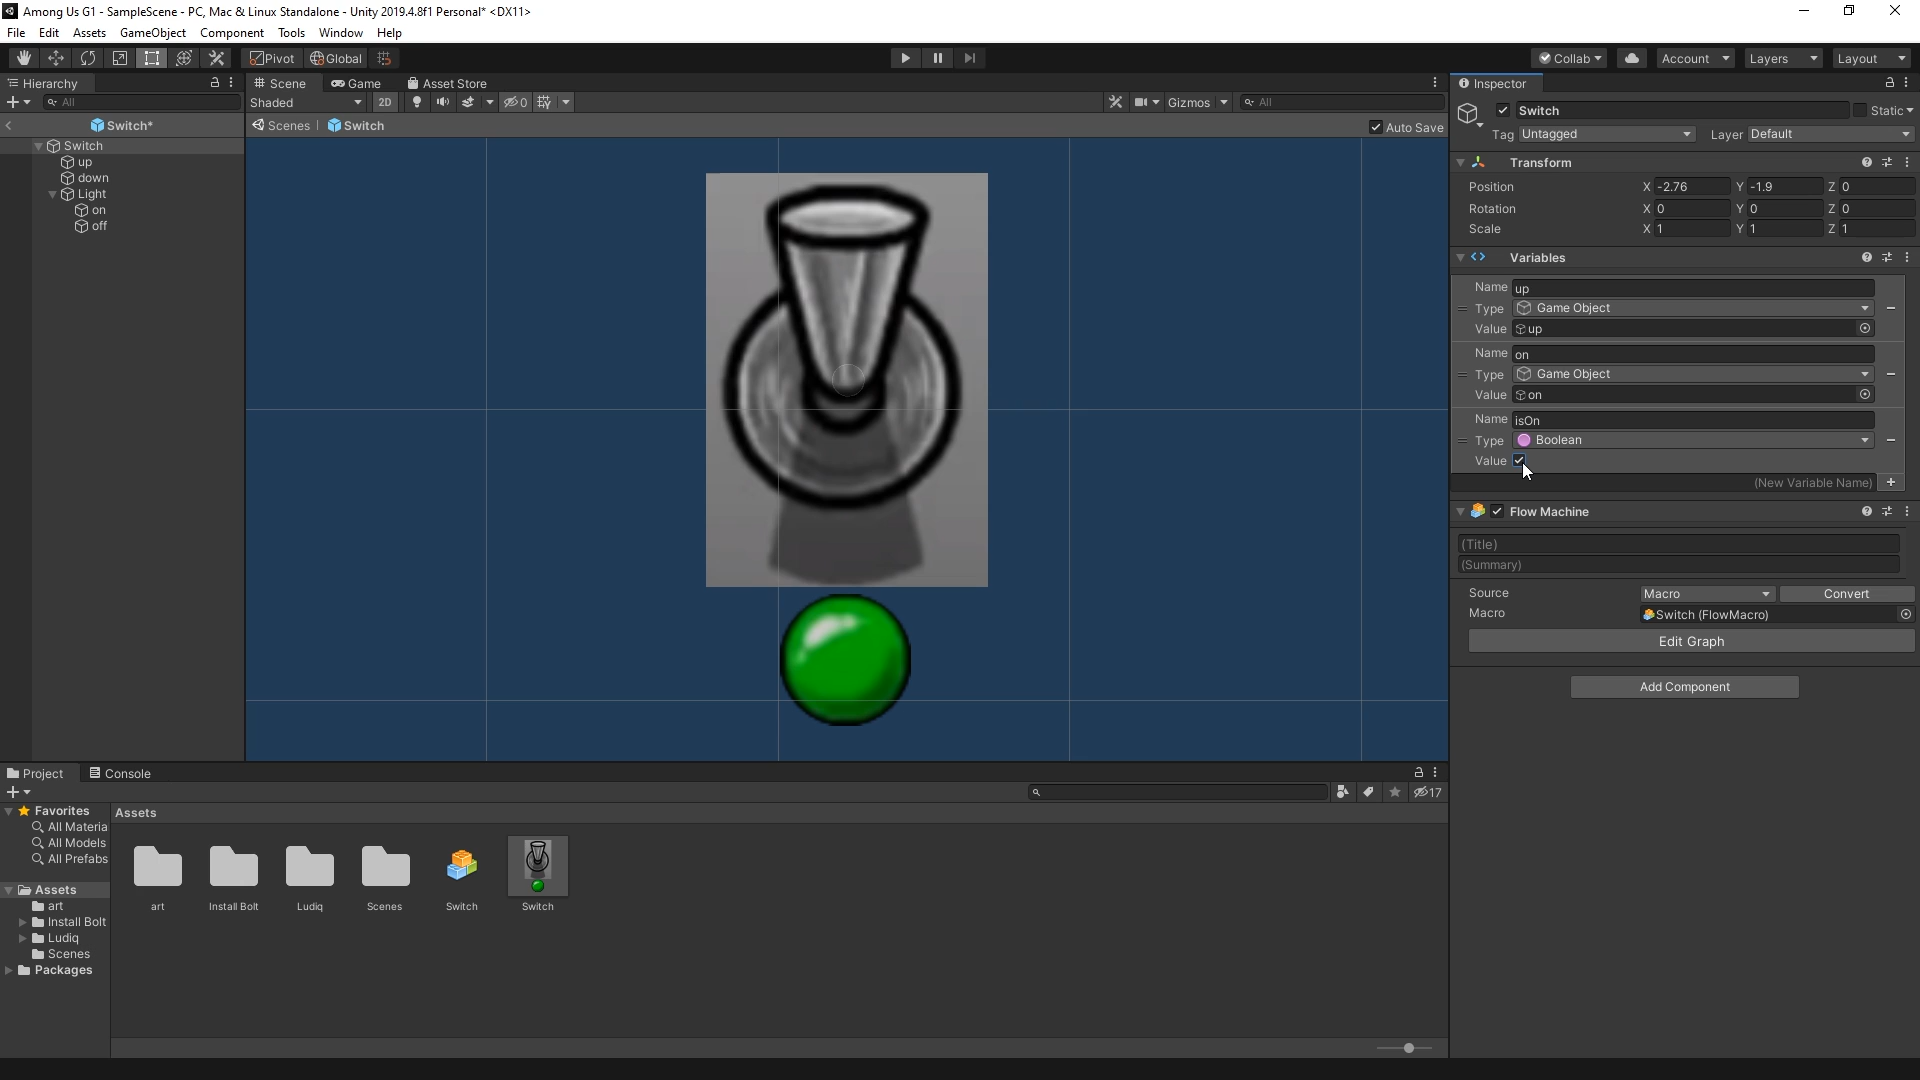 Among Us G1 - SampleScene - PC, Mac & Linux Standalone - Unity 2019.4.8f1 Personal* <DX11>
File Edit Assets GameObject Component Tools Window Help
Pivot Global Collab Account Layers Layout
Hierarchy Scene Game Asset Store Inspector
All Shaded 2D 0 Gizmos All
Switch* Scenes Switch Auto Save
Switch Static
Tag Untagged Layer Default
Switch
up
down
Light
on
off
Transform
Position X -2.76 Y -1.9 Z 0
Rotation X 0 Y 0 Z 0
Scale X 1 Y 1 Z 1
Variables
Name up
Type Game Object
Value up
Name on
Type Game Object
Value on
Name isOn
Type Boolean
Value
(New Variable Name)
Flow Machine
(Title)
(Summary)
Source Macro Convert
Macro Switch (FlowMacro)
Edit Graph
Add Component
Project Console
17
Favorites
All Materia
All Models
All Prefabs
Assets
art
Install Bolt
Ludiq
Scenes
Packages
Assets
art Install Bolt Ludiq Scenes Switch Switch